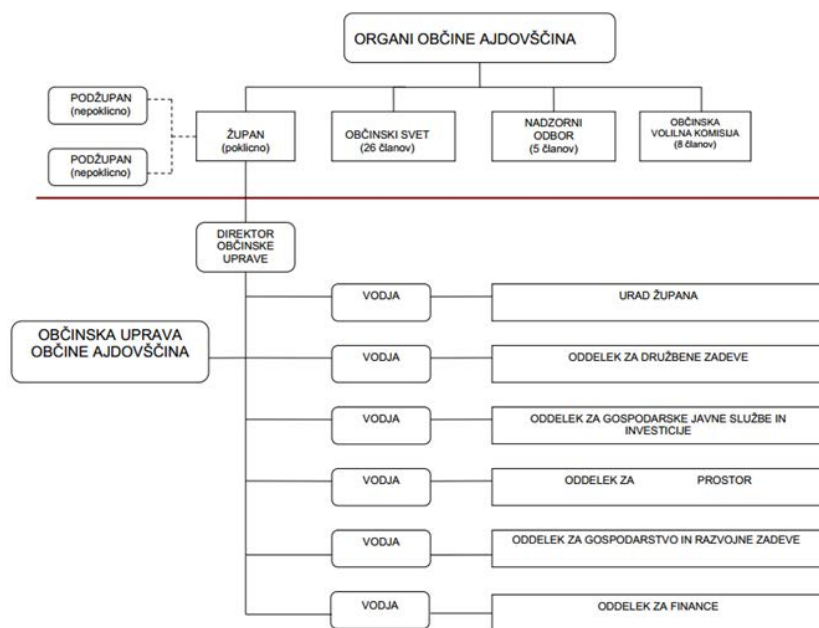 ORGANI OBČINE AJDOVŠČINA
PODŽUPAN
(nepoklicno)
PODŽUPAN
(nepoklicno)
ŽUPAN
(poklicno)
OBČINSKI SVET
(26 članov)
NADZORNI
ODBOR
(5 članov)
OBČINSKA
VOLILNA KOMISIJA
(8 članov)
DIREKTOR
OBČINSKE
UPRAVE
OBČINSKA UPRAVA
OBČINE AJDOVŠČINA
VODJA
URAD ŽUPANA
VODJA
ODDELEK ZA DRUŽBENE ZADEVE
VODJA
ODDELEK ZA GOSPODARSKE JAVNE SLUŽBE IN
INVESTICIJE
VODJA
ODDELEK ZA PROSTOR
VODJA
ODDELEK ZA GOSPODARSTVO IN RAZVOJNE ZADEVE
VODJA
ODDELEK ZA FINANCE